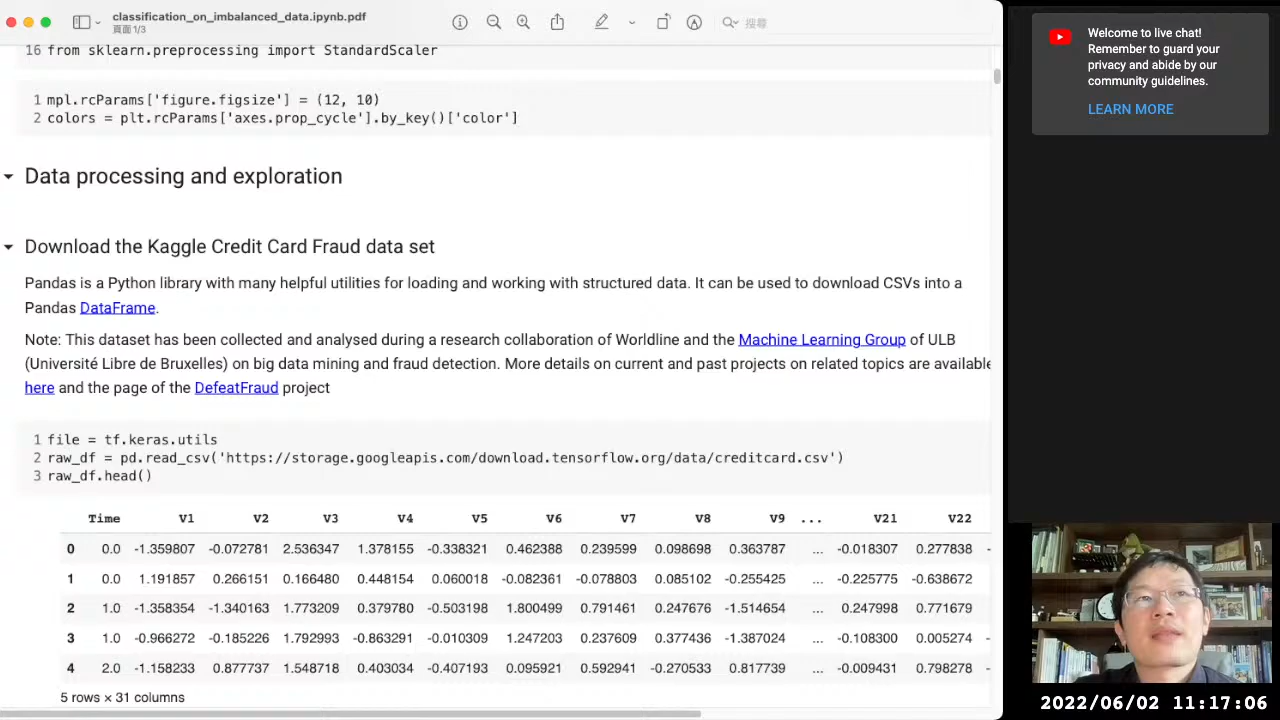 classification_on_imbalanced_data.ipynb.pdf
頁面 1/3
搜尋
16 from sklearn.preprocessing import StandardScaler
1 mpl.rcParams['figure.figsize'] = (12, 10)
2 colors = plt.rcParams['axes.prop_cycle'].by_key()['color']
Data processing and exploration
Download the Kaggle Credit Card Fraud data set
Pandas is a Python library with many helpful utilities for loading and working with structured data. It can be used to download CSVs into a
Pandas DataFrame.
Note: This dataset has been collected and analysed during a research collaboration of Worldline and the Machine Learning Group of ULB
(Université Libre de Bruxelles) on big data mining and fraud detection. More details on current and past projects on related topics are available
here and the page of the DefeatFraud project
1 file = tf.keras.utils
2 raw_df = pd.read_csv('https://storage.googleapis.com/download.tensorflow.org/data/creditcard.csv')
3 raw_df.head()
Time V1 V2 V3 V4 V5 V6 V7 V8 V9 ... V21 V22
0 0.0 -1.359807 -0.072781 2.536347 1.378155 -0.338321 0.462388 0.239599 0.098698 0.363787 ... -0.018307 0.277838 -
1 0.0 1.191857 0.266151 0.166480 0.448154 0.060018 -0.082361 -0.078803 0.085102 -0.255425 ... -0.225775 -0.638672
2 1.0 -1.358354 -1.340163 1.773209 0.379780 -0.503198 1.800499 0.791461 0.247676 -1.514654 ... 0.247998 0.771679
3 1.0 -0.966272 -0.185226 1.792993 -0.863291 -0.010309 1.247203 0.237609 0.377436 -1.387024 ... -0.108300 0.005274 -
4 2.0 -1.158233 0.877737 1.548718 0.403034 -0.407193 0.095921 0.592941 -0.270533 0.817739 ... -0.009431 0.798278 -
5 rows × 31 columns
Welcome to live chat!
Remember to guard your
privacy and abide by our
community guidelines.
LEARN MORE
2022/06/02 11:17:06